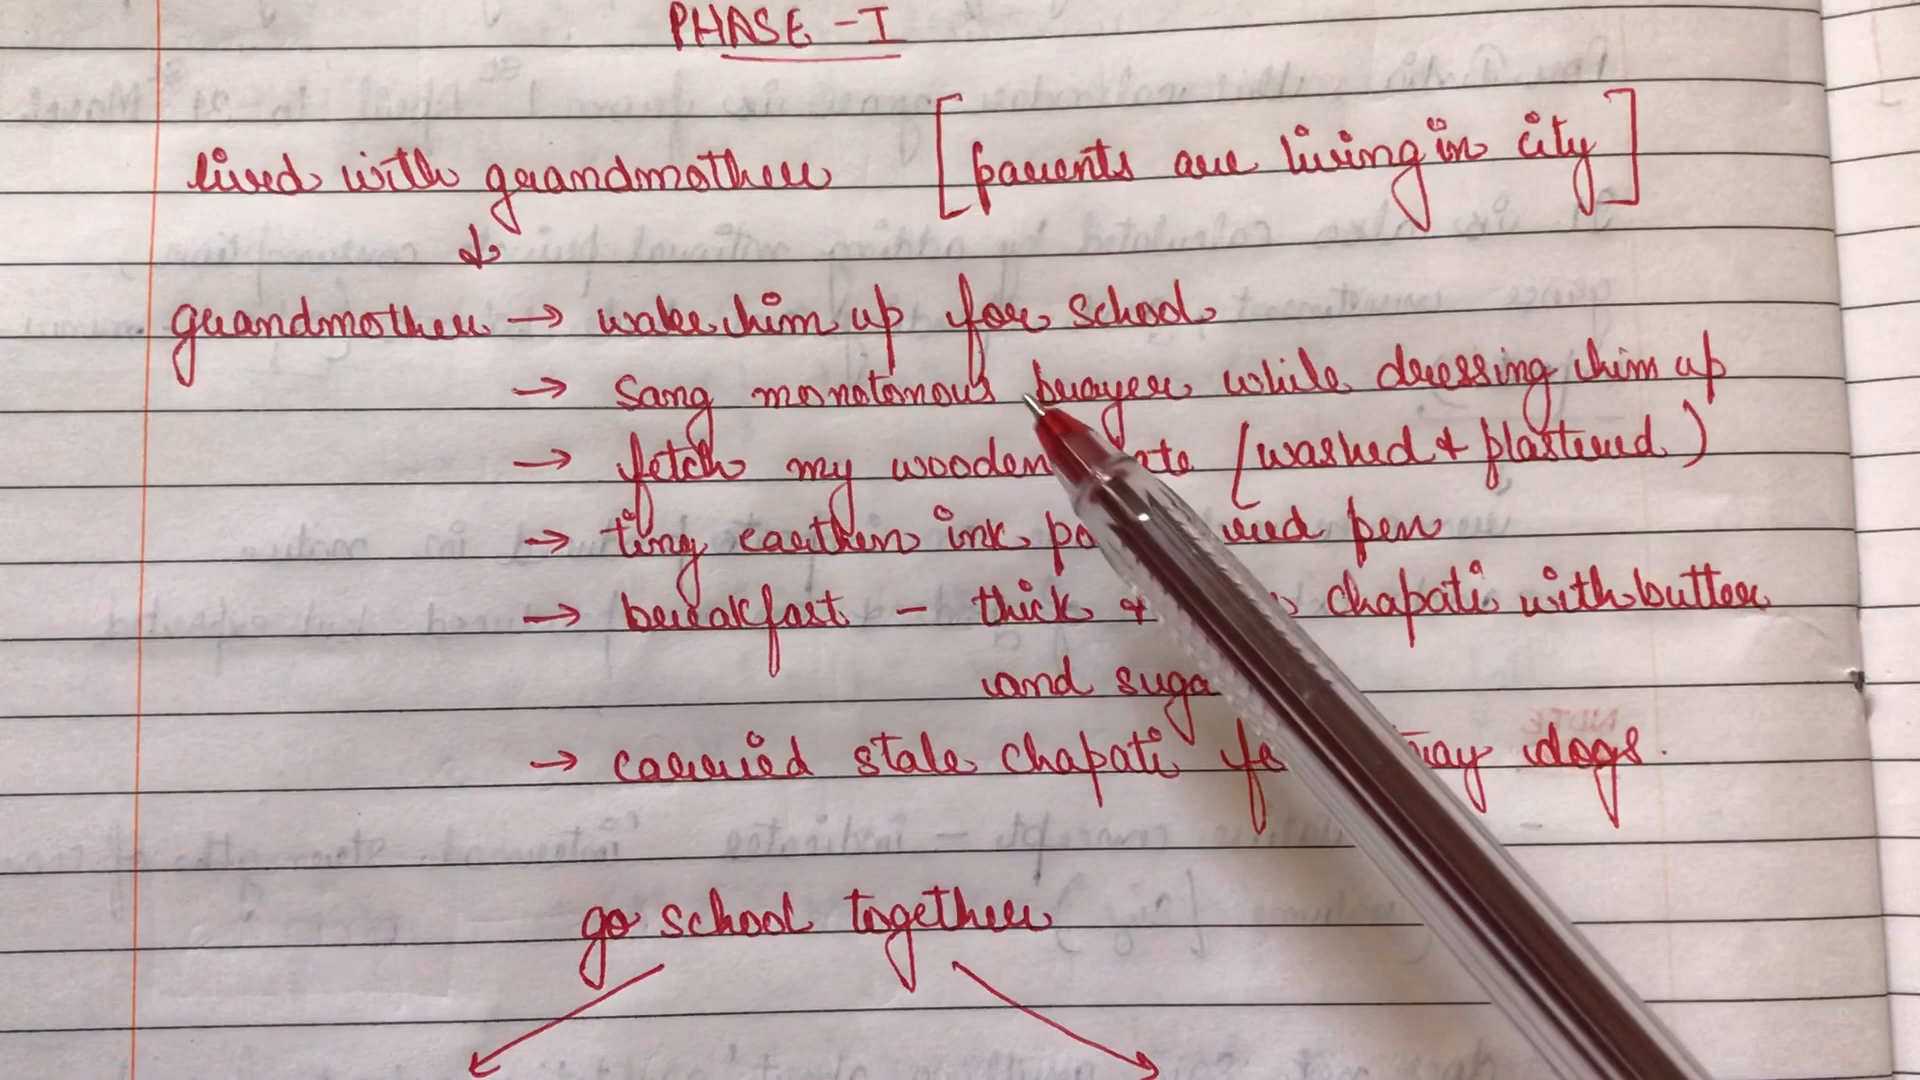 PHASE - I
lived with grandmother [parents are living in city]
grandmother → wake him up for school
→ sang monotonous prayer while dressing him up
→ fetch my wooden (washed & plastered)
→ tiny earthen ink pen
→ breakfast - thick & chapati with butter
and
→ carried stale chapati dogs.
go school together